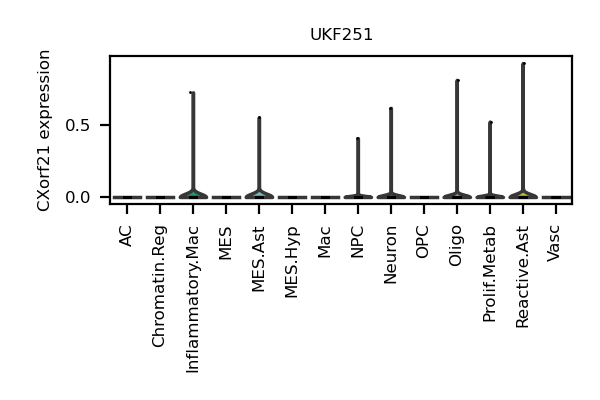 UKF251
CXorf21 expression
0.5
0.0
AC
Chromatin.Reg
Inflammatory.Mac
MES
MES.Ast
MES.Hyp
Mac
NPC
Neuron
OPC
Oligo
Prolif.Metab
Reactive.Ast
Vasc